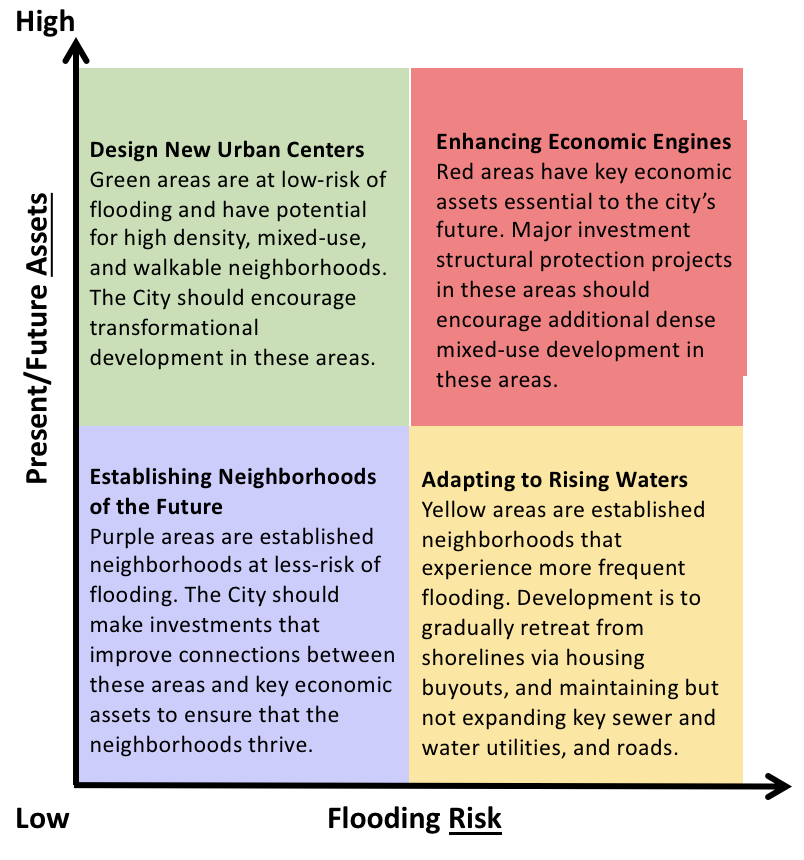 High
Present/Future Assets
Design New Urban Centers
Green areas are at low-risk of
flooding and have potential
for high density, mixed-use,
and walkable neighborhoods.
The City should encourage
transformational
development in these areas.
Enhancing Economic Engines
Red areas have key economic
assets essential to the city’s
future. Major investment
structural protection projects
in these areas should
encourage additional dense
mixed-use development in
these areas.
Establishing Neighborhoods
of the Future
Purple areas are established
neighborhoods at less-risk of
flooding. The City should
make investments that
improve connections between
these areas and key economic
assets to ensure that the
neighborhoods thrive.
Adapting to Rising Waters
Yellow areas are established
neighborhoods that
experience more frequent
flooding. Development is to
gradually retreat from
shorelines via housing
buyouts, and maintaining but
not expanding key sewer and
water utilities, and roads.
Low
Flooding Risk